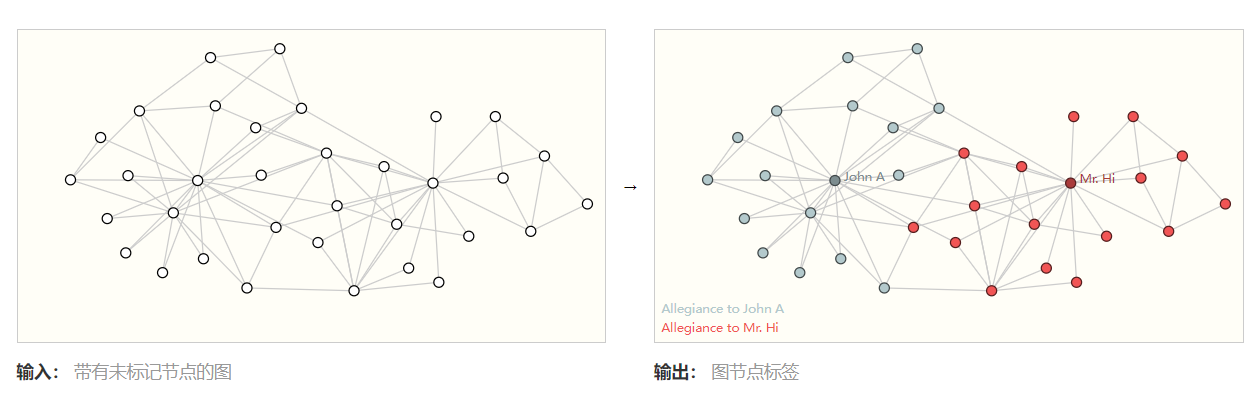 John A
Mr. Hi
Allegiance to John A
Allegiance to Mr. Hi
→
输入： 带有未标记节点的图
输出： 图节点标签